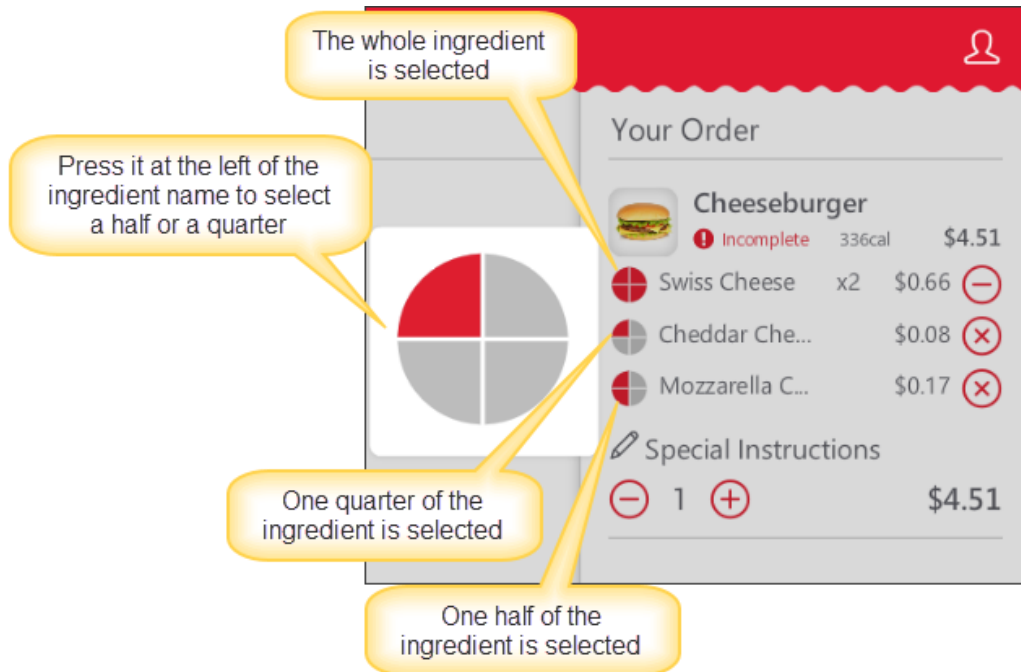 The whole ingredient
is selected
Press it at the left of the
ingredient name to select
a half or a quarter
Your Order
Cheeseburger
Incomplete 336cal $4.51
Swiss Cheese x2 $0.66
Cheddar Che... $0.08
Mozzarella C... $0.17
Special Instructions
1 $4.51
One quarter of the
ingredient is selected
One half of the
ingredient is selected